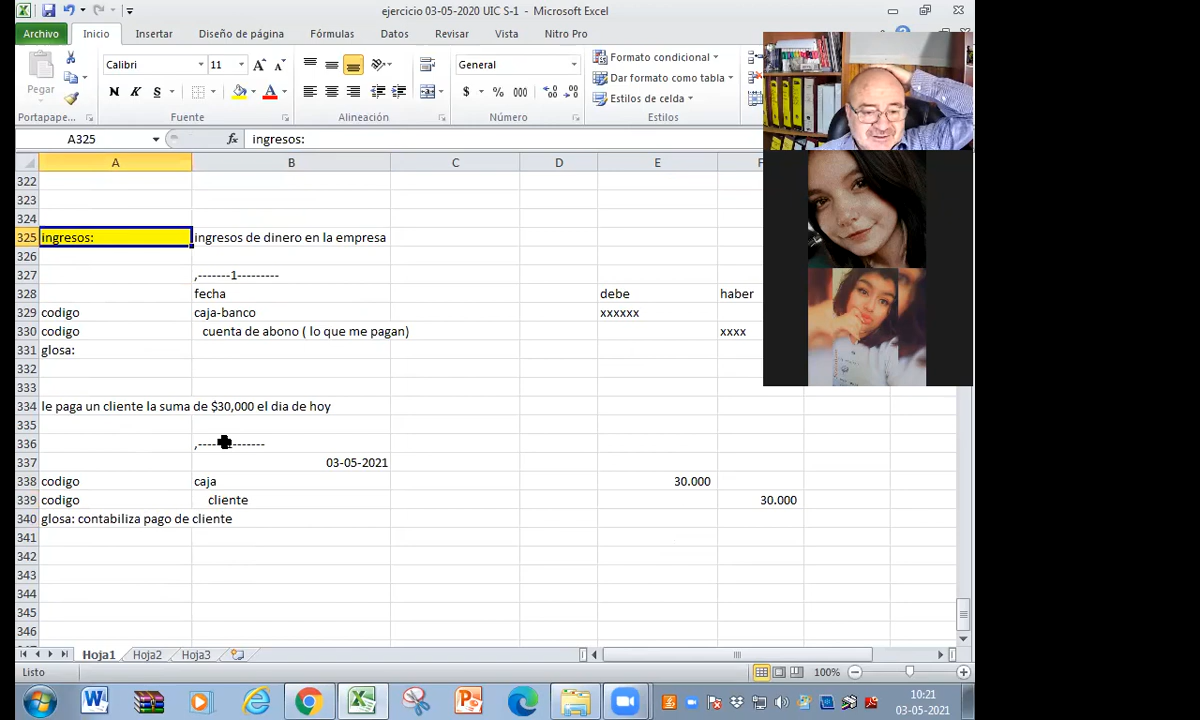 ejercicio 03-05-2020 UIC S-1 - Microsoft Excel
Archivo Inicio Insertar Diseño de página Fórmulas Datos Revisar Vista Nitro Pro
Pegar
Calibri 11
N K S
General
$ % 000
Formato condicional
Dar formato como tabla
Estilos de celda
Portapape... Fuente Alineación Número Estilos
A325 fx ingresos:
A B C D E F
322
323
324
325 ingresos: ingresos de dinero en la empresa
326
327 ,-------1---------
328 fecha debe haber
329 codigo caja-banco xxxxxx
330 codigo cuenta de abono ( lo que me pagan) xxxx
331 glosa:
332
333
334 le paga un cliente la suma de $30,000 el dia de hoy
335
336
337 03-05-2021
338 codigo caja 30.000
339 codigo cliente 30.000
340 glosa: contabiliza pago de cliente
341
342
343
344
345
346
Hoja1 Hoja2 Hoja3
Listo 100%
10:21
03-05-2021